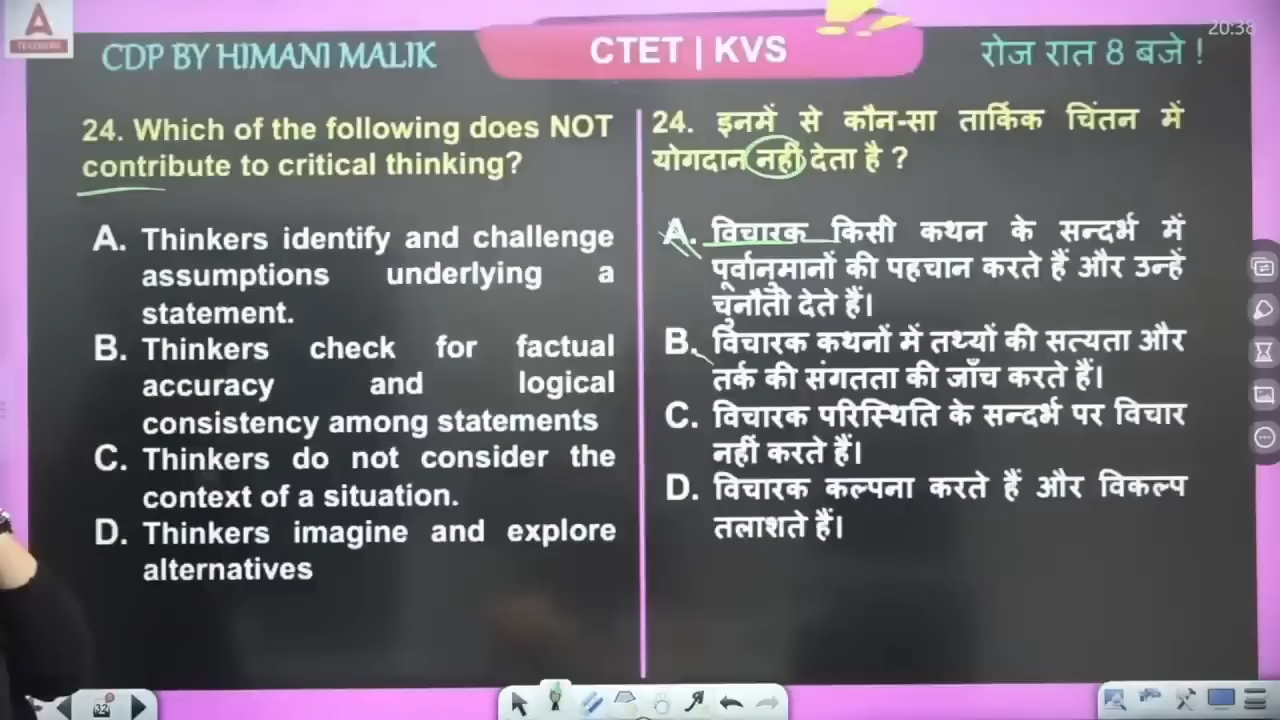 A
TEACHERS
CDP BY HIMANI MALIK
CTET | KVS
रोज रात 8 बजे !
20:38
24. Which of the following does NOT
contribute to critical thinking?
A. Thinkers identify and challenge
assumptions underlying a
statement.
B. Thinkers check for factual
accuracy and logical
consistency among statements
C. Thinkers do not consider the
context of a situation.
D. Thinkers imagine and explore
alternatives
24. इनमें से कौन-सा तार्किक चिंतन में
योगदान नहीं देता है ?
A. विचारक किसी कथन के सन्दर्भ में
पूर्वानुमानों की पहचान करते हैं और उन्हें
चुनौती देते हैं।
B. विचारक कथनों में तथ्यों की सत्यता और
तर्क की संगतता की जाँच करते हैं।
C. विचारक परिस्थिति के सन्दर्भ पर विचार
नहीं करते हैं।
D. विचारक कल्पना करते हैं और विकल्प
तलाशते हैं।
32